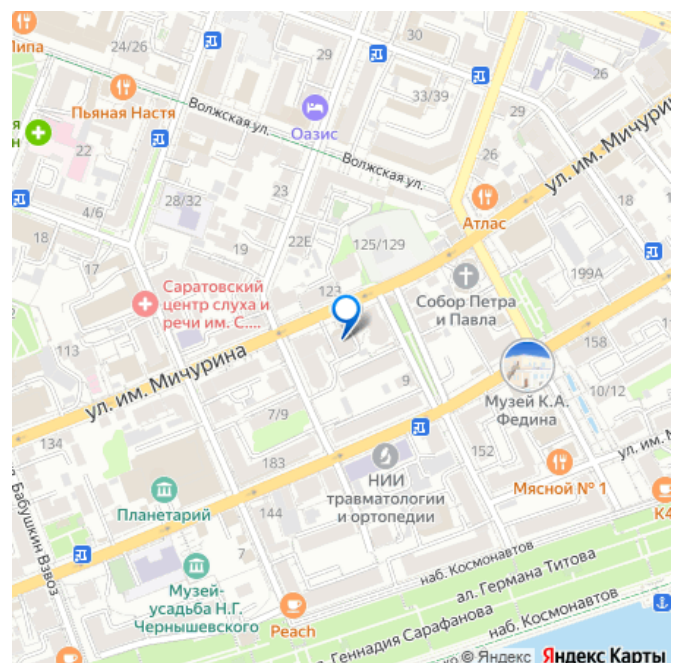 Липа
24/26
29
30
26
Пьяная Настя
Волжская ул.
Оазис
33/39
29
22
Волжская ул.
26
ул. им. Мичурин
28/32
23
18
4/6
Атлас
18
19
22Е
125/129
17
199А
Саратовский
центр слуха и
речи им. С....
123
Собор Петра
и Павла
113
158
ул. им. Мичурина
9
10/12
Музей К.А.
Федина
7/9
134
183
152
ул. им.
НИИ
травматологии
и ортопедии
Мясной № 1
К4
Планетарий
144
Бабушкин Взвоз
7
наб. Космонавтов
ал. Германа Титова
Музей-
усадьба Н.Г.
Чернышевского
Peach
наб. Космонавтов
Геннадия Сарафанова
© Яндекс Яндекс Карты